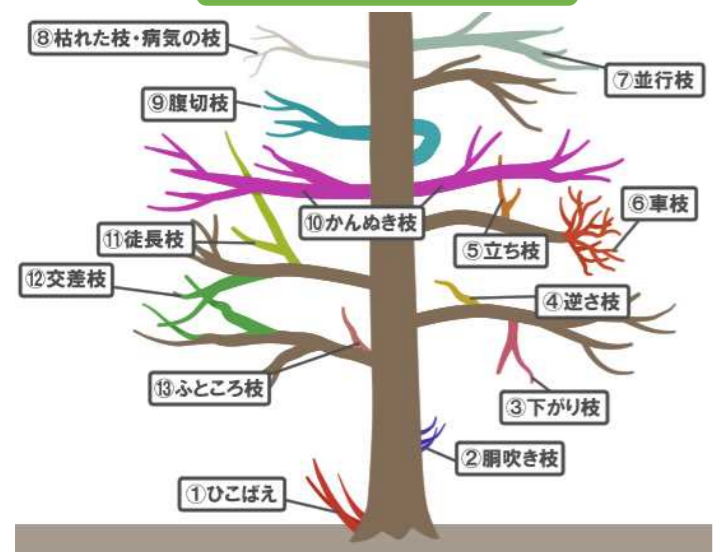 ⑧枯れた枝・病気の枝
⑦並行枝
⑨腹切枝
⑥車枝
⑩かんぬき枝
⑪徒長枝
⑤立ち枝
⑫交差枝
④逆さ枝
⑬ふところ枝
③下がり枝
②胴吹き枝
①ひこばえ